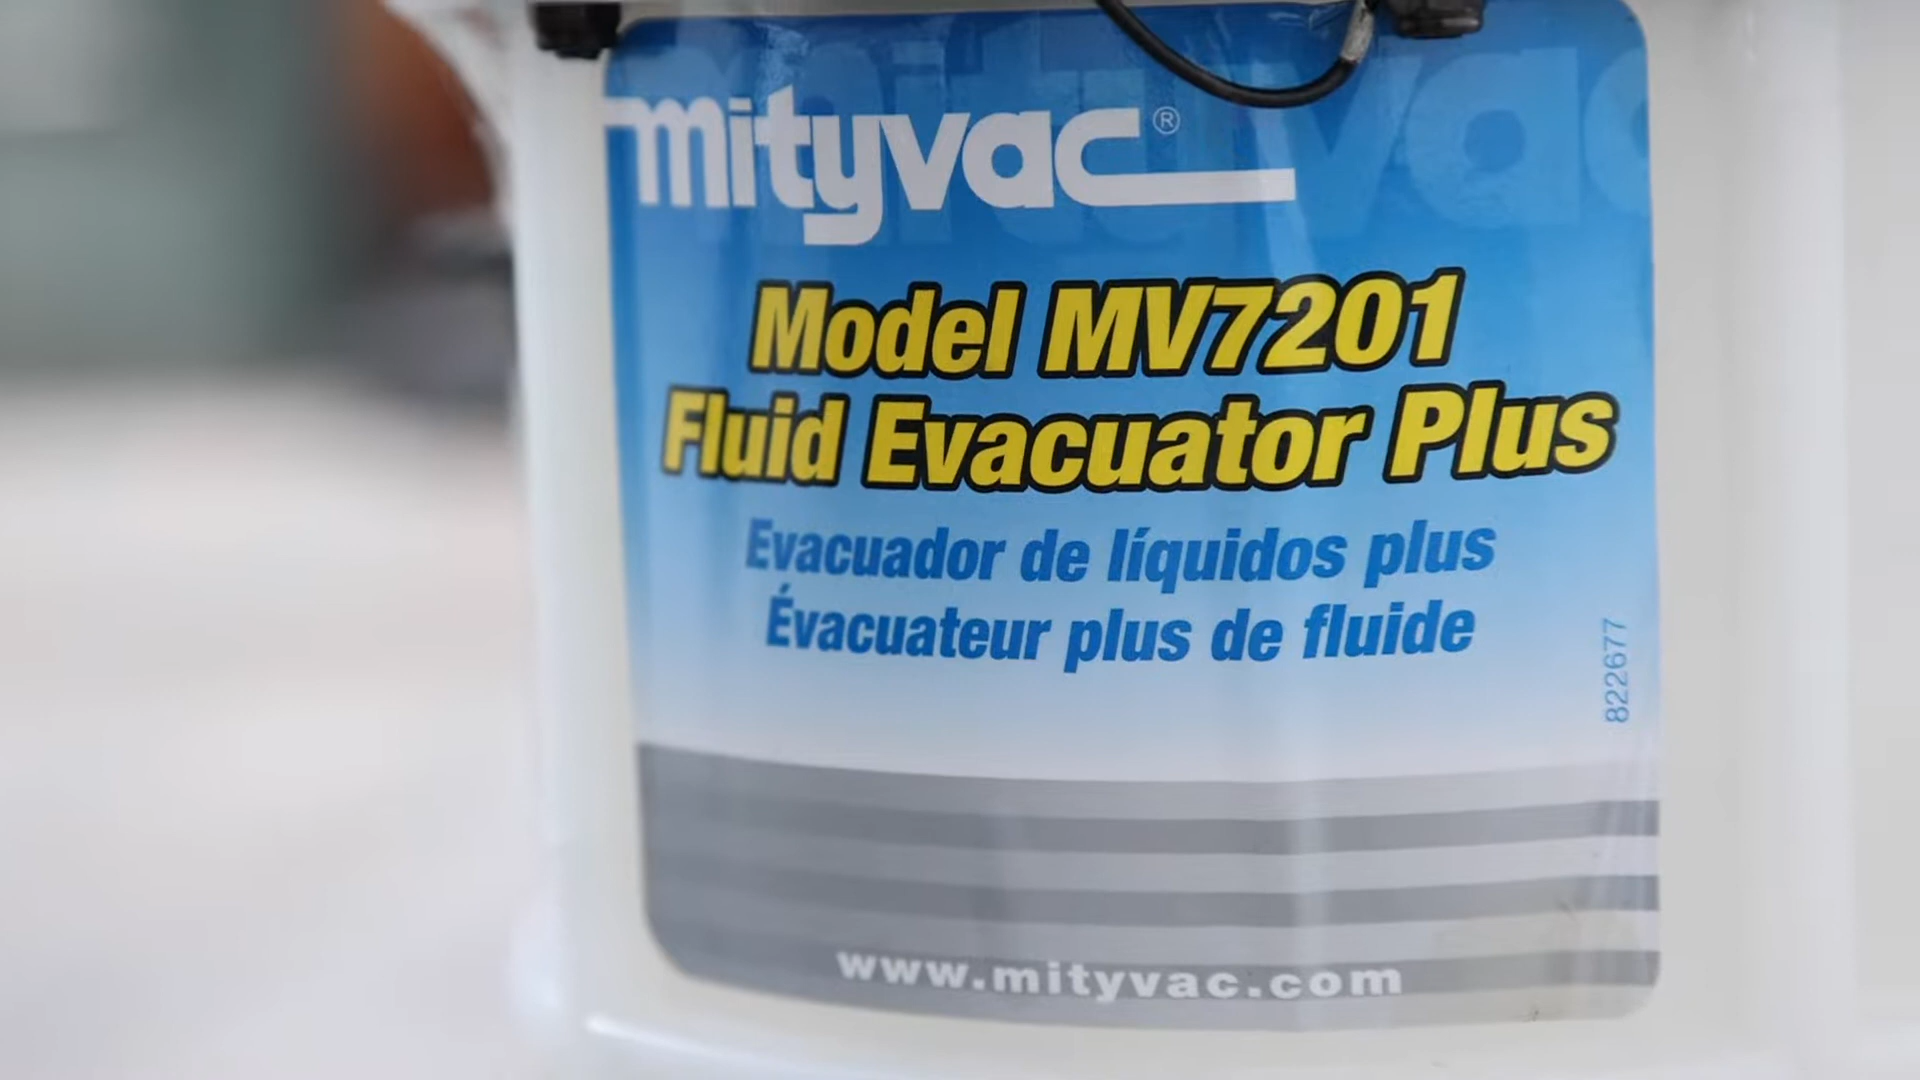 mityvac®
Model MV7201
Fluid Evacuator Plus
Evacuador de líquidos plus
Évacuateur plus de fluide
822677
www.mityvac.com